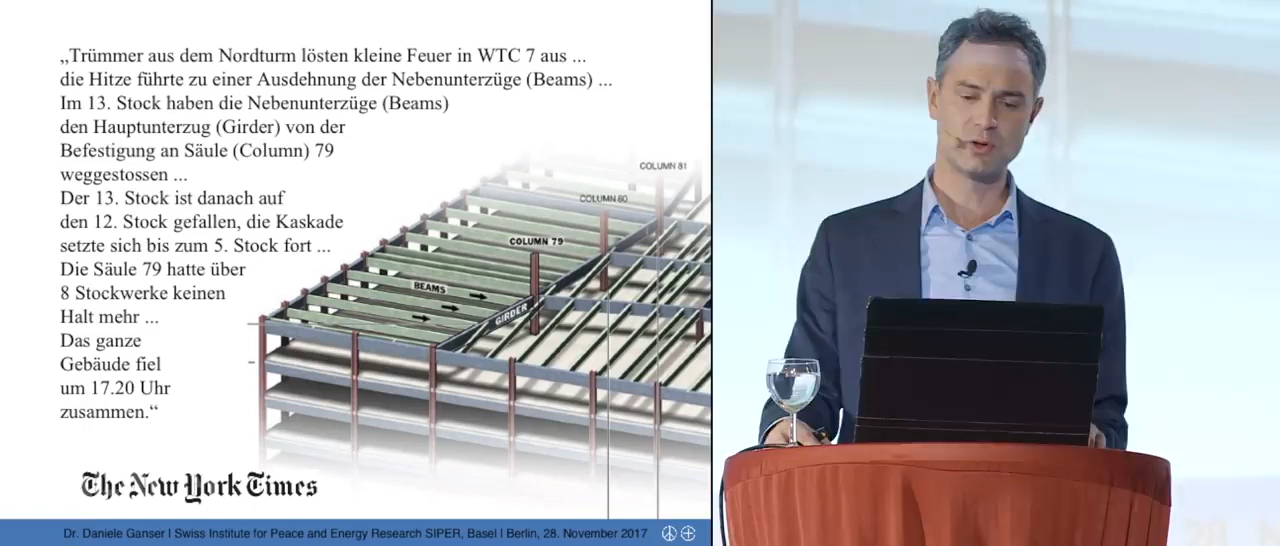 „Trümmer aus dem Nordturm lösten kleine Feuer in WTC 7 aus ...
die Hitze führte zu einer Ausdehnung der Nebenunterzüge (Beams) ...
Im 13. Stock haben die Nebenunterzüge (Beams)
den Hauptunterzug (Girder) von der
Befestigung an Säule (Column) 79
weggestossen ...
Der 13. Stock ist danach auf
den 12. Stock gefallen, die Kaskade
setzte sich bis zum 5. Stock fort ...
Die Säule 79 hatte über
8 Stockwerke keinen
Halt mehr ...
Das ganze
Gebäude fiel
um 17.20 Uhr
zusammen.“
COLUMN 81
COLUMN 80
COLUMN 79
BEAMS
GIRDER
The New York Times
Dr. Daniele Ganser | Swiss Institute for Peace and Energy Research SIPER, Basel | Berlin, 28. November 2017